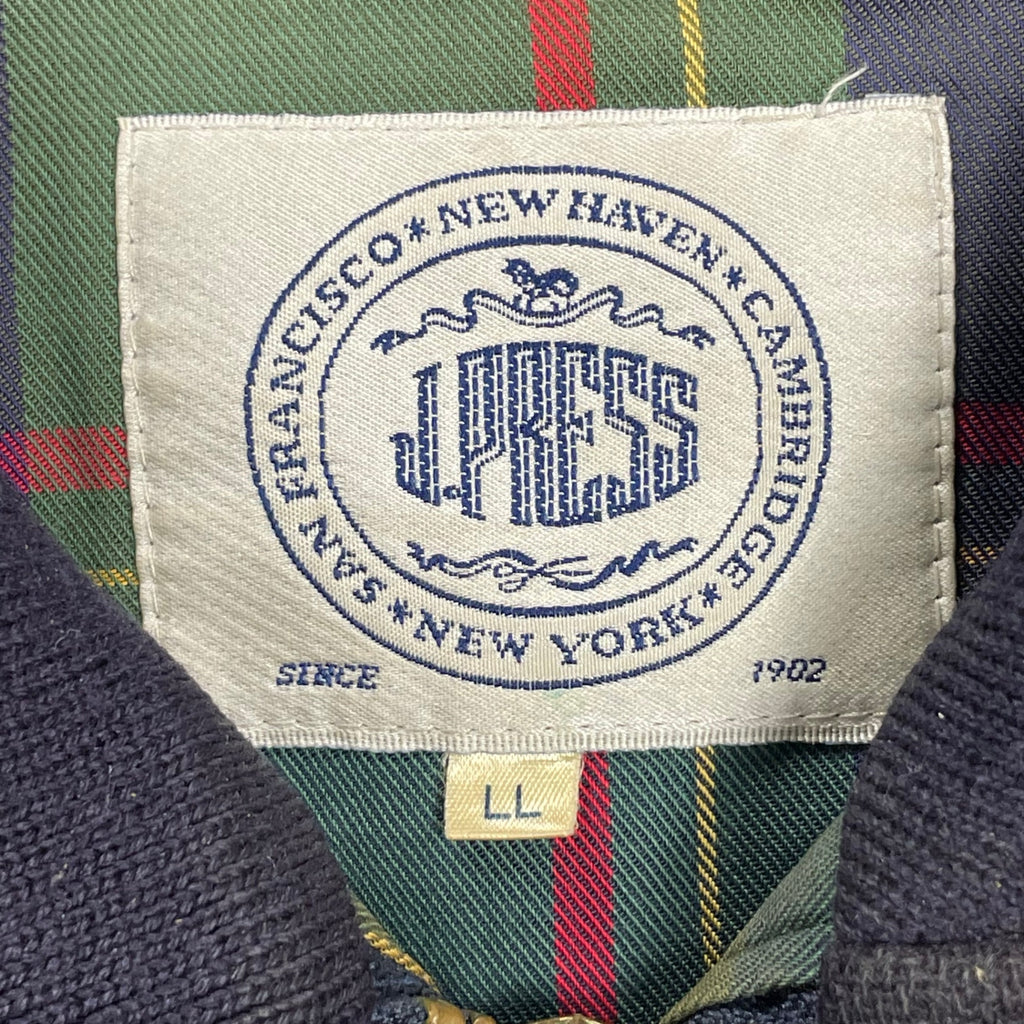 SAN FRANCISCO * NEW HAVEN * CAMBRIDGE * NEW YORK *
J.PRESS
SINCE 1902
LL